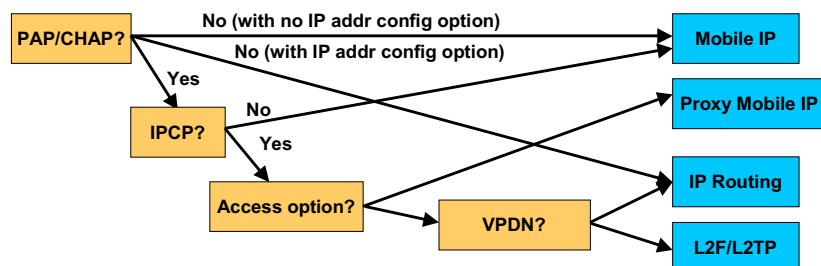 No (with no IP addr config option)
PAP/CHAP?
Mobile IP
No (with IP addr config option)
Yes
Proxy Mobile IP
No
IPCP?
Yes
IP Routing
Access option?
VPDN?
L2F/L2TP